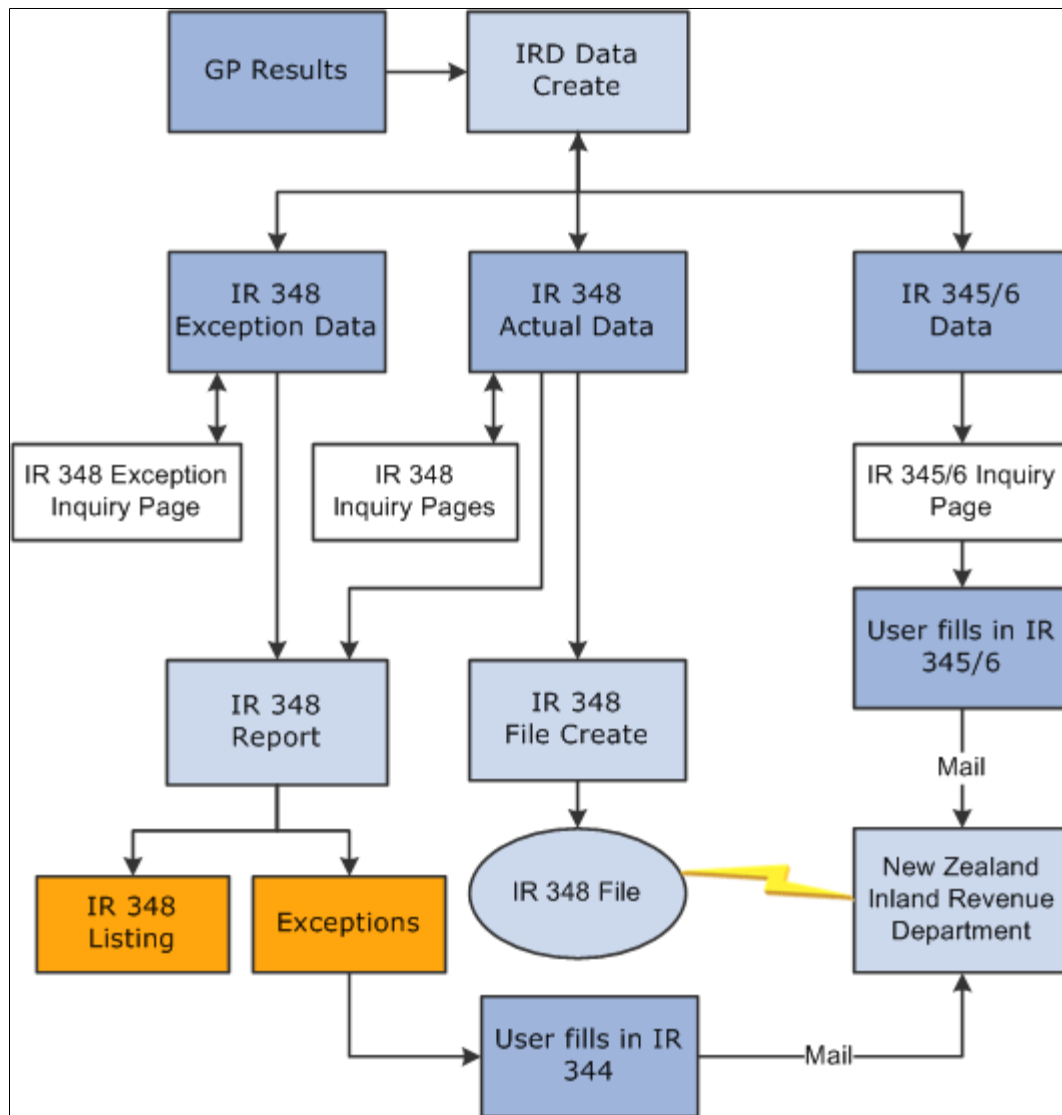 GP Results
IRD Data
Create
IR 348
Exception Data
IR 348
Actual Data
IR 345/6
Data
IR 348 Exception
Inquiry Page
IR 348
Inquiry Pages
IR 345/6 Inquiry
Page
User fills in IR
345/6
IR 348
Report
IR 348
File Create
Mail
IR 348
Listing
Exceptions
IR 348 File
New Zealand
Inland Revenue
Department
User fills in IR
344
Mail